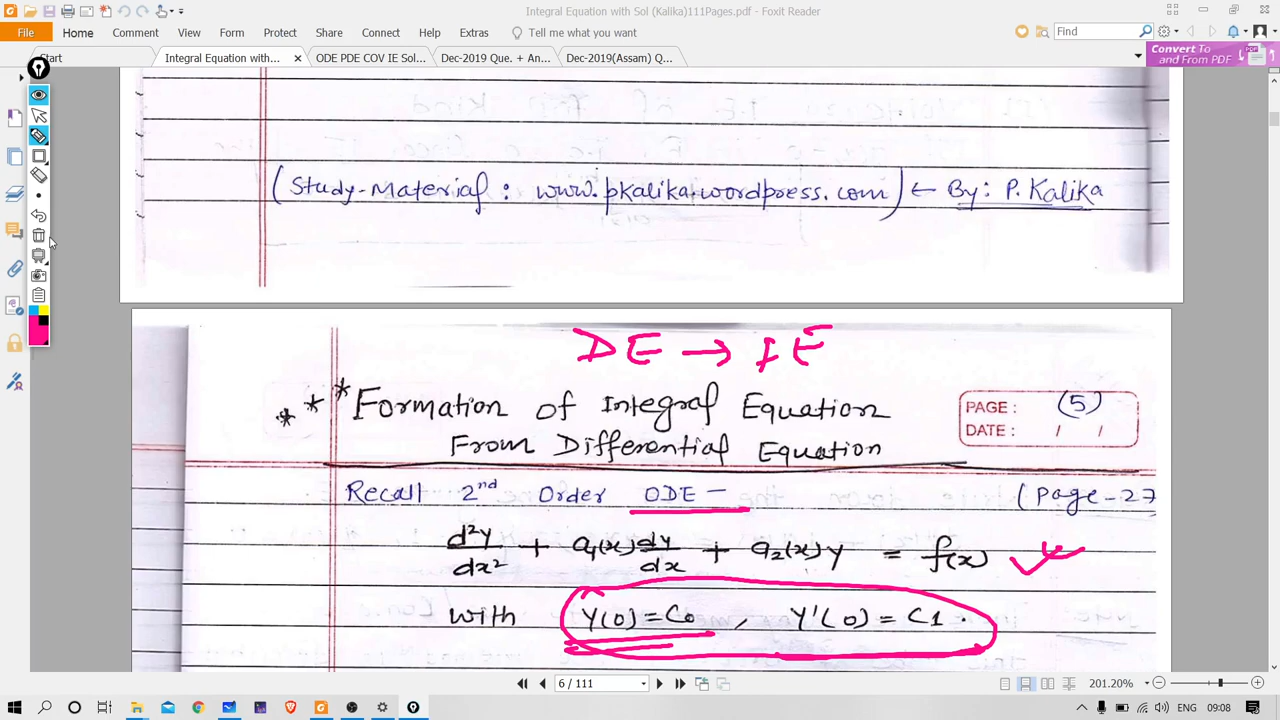 Integral Equation with Sol (Kalika)111Pages.pdf - Foxit Reader
File Home Comment View Form Protect Share Connect Help Extras Tell me what you want to do Find
Start Integral Equation with... × ODE PDE COV IE Sol... Dec-2019 Que. + An... Dec-2019(Assam) Q...
Convert To
and From PDF
(Study-Material : www.pkalika.wordpress.com) ← By: P. Kalika
DE → IE
*** Formation of Integral Equation
From Differential Equation
PAGE : (5)
DATE : / /
Recall 2nd Order ODE – (Page-27
d²y/dx² + a₁(x)dy/dx + a₂(x)y = f(x)
with y(0) = C₀ , y'(0) = C1 .
6 / 111
201.20%
ENG 09:08